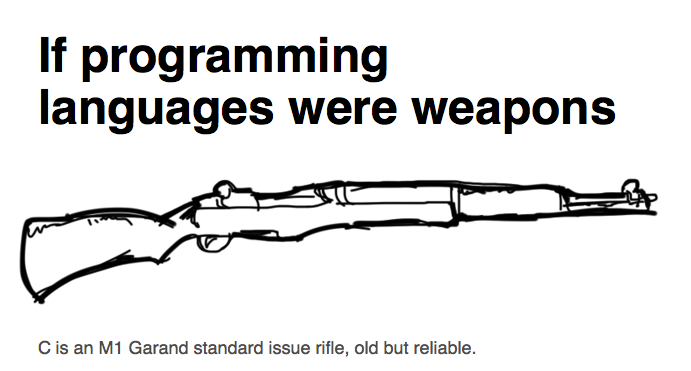 If programming
languages were weapons
C is an M1 Garand standard issue rifle, old but reliable.